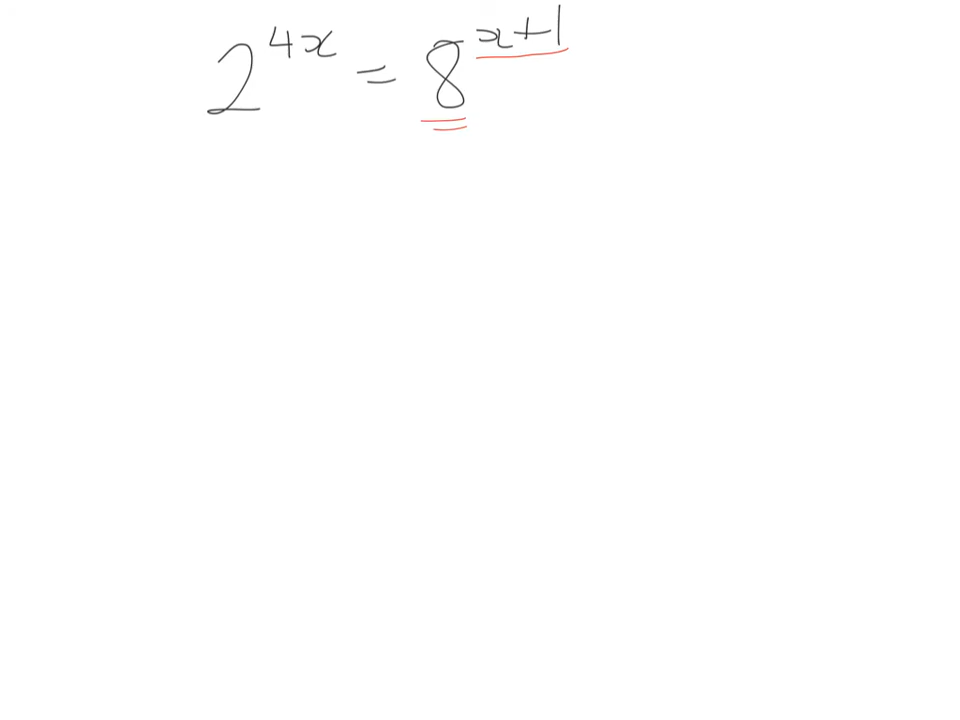 2^{4x} = 8^{x+1}